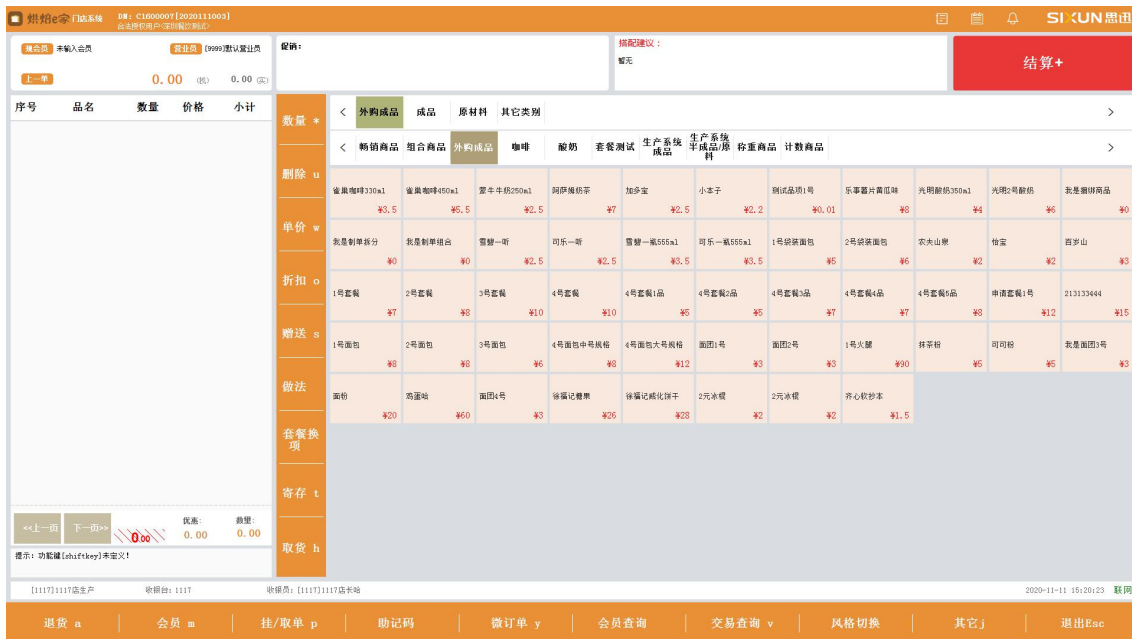 烘焙e家 门店系统 DM: C1600007[2020111003]
合法授权用户<深圳餐饮测试>
SIXUN思迅
现会员 未输入会员 营业员 [9999]默认营业员
上一单 0.00 (找) 0.00 (实)
促销:
搭配建议:
暂无
结算+
序号 品名 数量 价格 小计
数量 *
删除 u
单价 w
折扣 o
赠送 s
做法
套餐换
项
寄存 t
取货 h
< 外购成品 成品 原材料 其它类别 >
< 畅销商品 组合商品 外购成品 咖啡 酸奶 套餐测试 生产系统成品 生产系统半成品/原料 称重商品 计数商品 >
雀巢咖啡330ml 雀巢咖啡450ml 蒙牛牛奶250ml 阿萨姆奶茶 加多宝 小本子 测试品项1号 乐事薯片黄瓜味 光明酸奶350ml 光明2号酸奶 我是捆绑商品
¥3.5 ¥5.5 ¥2.5 ¥7 ¥2.5 ¥2.2 ¥0.01 ¥8 ¥4 ¥6 ¥0
我是制单拆分 我是制单组合 雪碧一听 可乐一听 雪碧一瓶555ml 可乐一瓶555ml 1号袋装面包 2号袋装面包 农夫山泉 怡宝 百岁山
¥0 ¥0 ¥2.5 ¥2.5 ¥3.5 ¥3.5 ¥5 ¥6 ¥2 ¥2 ¥3
1号套餐 2号套餐 3号套餐 4号套餐 4号套餐1品 4号套餐2品 4号套餐3品 4号套餐4品 4号套餐5品 申请套餐1号 213133444
¥7 ¥8 ¥10 ¥10 ¥5 ¥5 ¥7 ¥7 ¥8 ¥12 ¥15
1号面包 2号面包 3号面包 4号面包中号规格 4号面包大号规格 面团1号 面团2号 1号火腿 抹茶粉 可可粉 我是面团3号
¥8 ¥8 ¥6 ¥8 ¥12 ¥3 ¥3 ¥90 ¥5 ¥5 ¥3
面粉 鸡蛋哈 面团4号 徐福记糖果 徐福记威化饼干 2元冰棍 2元冰棍 齐心软抄本
¥20 ¥60 ¥3 ¥26 ¥28 ¥2 ¥2 ¥1.5
<<上一页 下一页>> 0.00 优惠: 0.00 数量: 0.00
提示: 功能键[shiftkey]未定义!
[1117]1117店生产 收银台: 1117 收银员: [1117]1117店长哈 2020-11-11 15:20:23 联网
退货 a 会员 m 挂/取单 p 助记码 微订单 y 会员查询 交易查询 v 风格切换 其它j 退出Esc